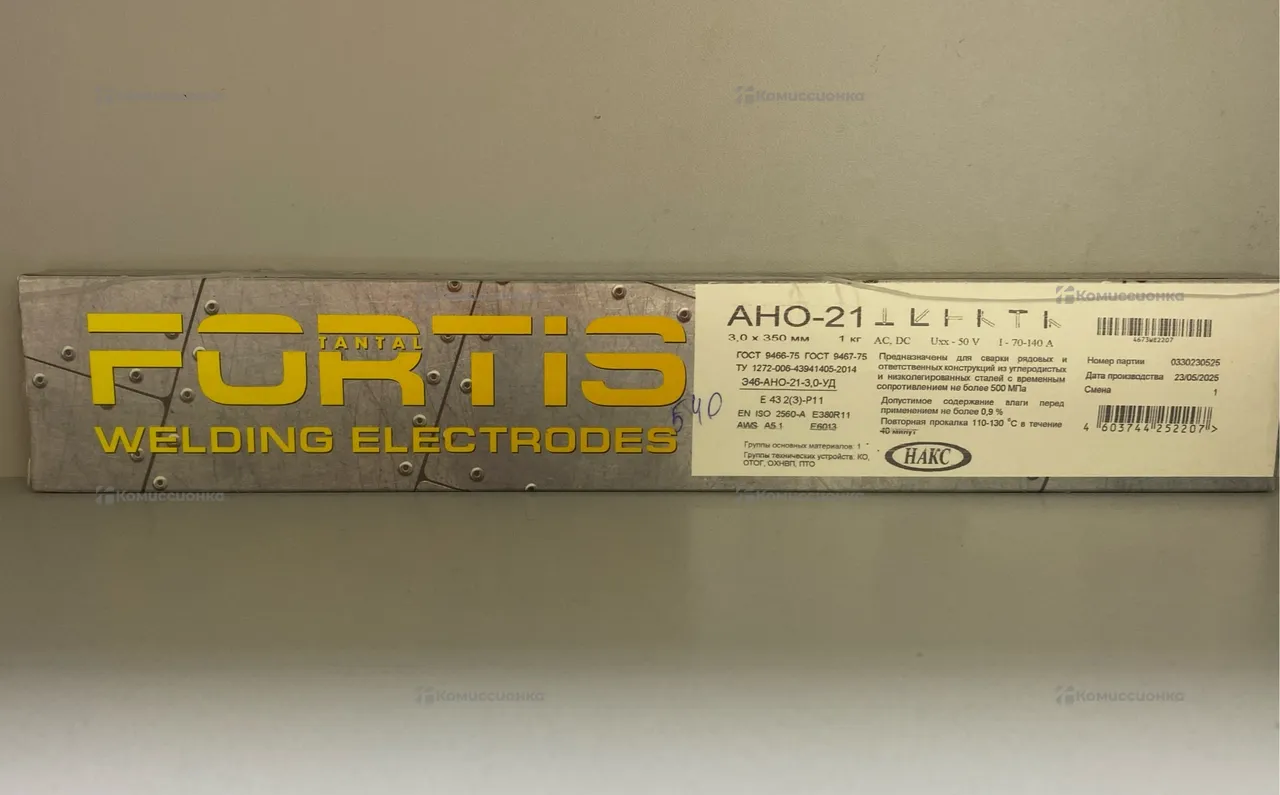 Комиссионка
Комиссионка
FORTiS
TANTAL
WELDING ELECTRODES
540
АНО-21
3,0 х 350 мм 1 кг AC, DC Uxx - 50 V I - 70-140 A
ГОСТ 9466-75 ГОСТ 9467-75
ТУ 1272-006-43941405-2014
Э46-АНО-21-3,0-УД
Е 43 2(3)-Р11
EN ISO 2560-A E380R11
AWS A5.1 E6013
Группы основных материалов: 1
Группы технических устройств: КО,
ОТОГ, ОХНВП, ПТО
Предназначены для сварки рядовых и
ответственных конструкций из углеродистых
и низколегированных сталей с временным
сопротивлением не более 500 МПа
Допустимое содержание влаги перед
применением не более 0,9 %
Повторная прокалка 110-130 °С в течение
40 минут
НАКС
Комиссионка
Номер партии 0330230525
Дата производства 23/05/2025
Смена 1
4 603744 252207 >
Комиссионка
Комиссионка
Комиссионка
Комиссионка